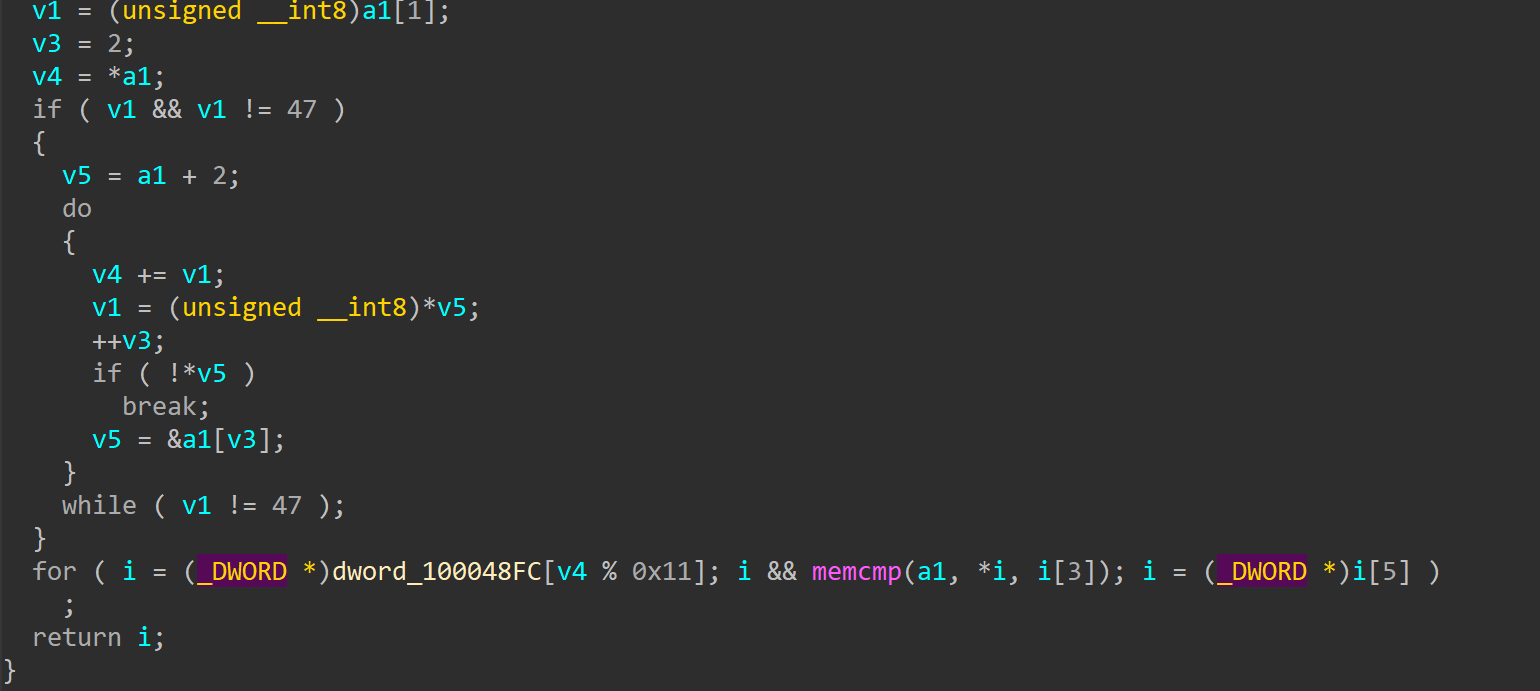 v1 = (unsigned __int8)a1[1];
v3 = 2;
v4 = *a1;
if ( v1 && v1 != 47 )
{
v5 = a1 + 2;
do
{
v4 += v1;
v1 = (unsigned __int8)*v5;
++v3;
if ( !*v5 )
break;
v5 = &a1[v3];
}
while ( v1 != 47 );
}
for ( i = (_DWORD *)dword_100048FC[v4 % 0x11]; i && memcmp(a1, *i, i[3]); i = (_DWORD *)i[5] )
;
return i;
}